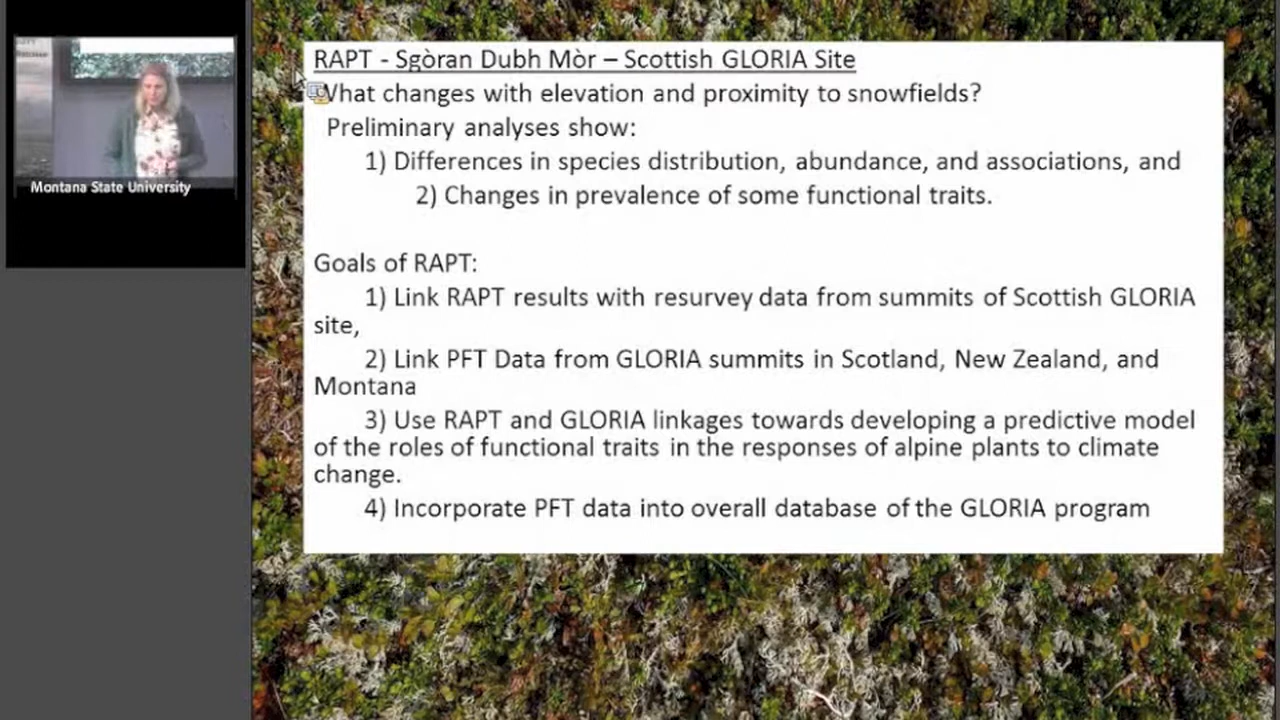 RAPT - Sgòran Dubh Mòr – Scottish GLORIA Site
What changes with elevation and proximity to snowfields?
Preliminary analyses show:
1) Differences in species distribution, abundance, and associations, and
2) Changes in prevalence of some functional traits.
Goals of RAPT:
1) Link RAPT results with resurvey data from summits of Scottish GLORIA
site,
2) Link PFT Data from GLORIA summits in Scotland, New Zealand, and
Montana
3) Use RAPT and GLORIA linkages towards developing a predictive model
of the roles of functional traits in the responses of alpine plants to climate
change.
4) Incorporate PFT data into overall database of the GLORIA program
Montana State University